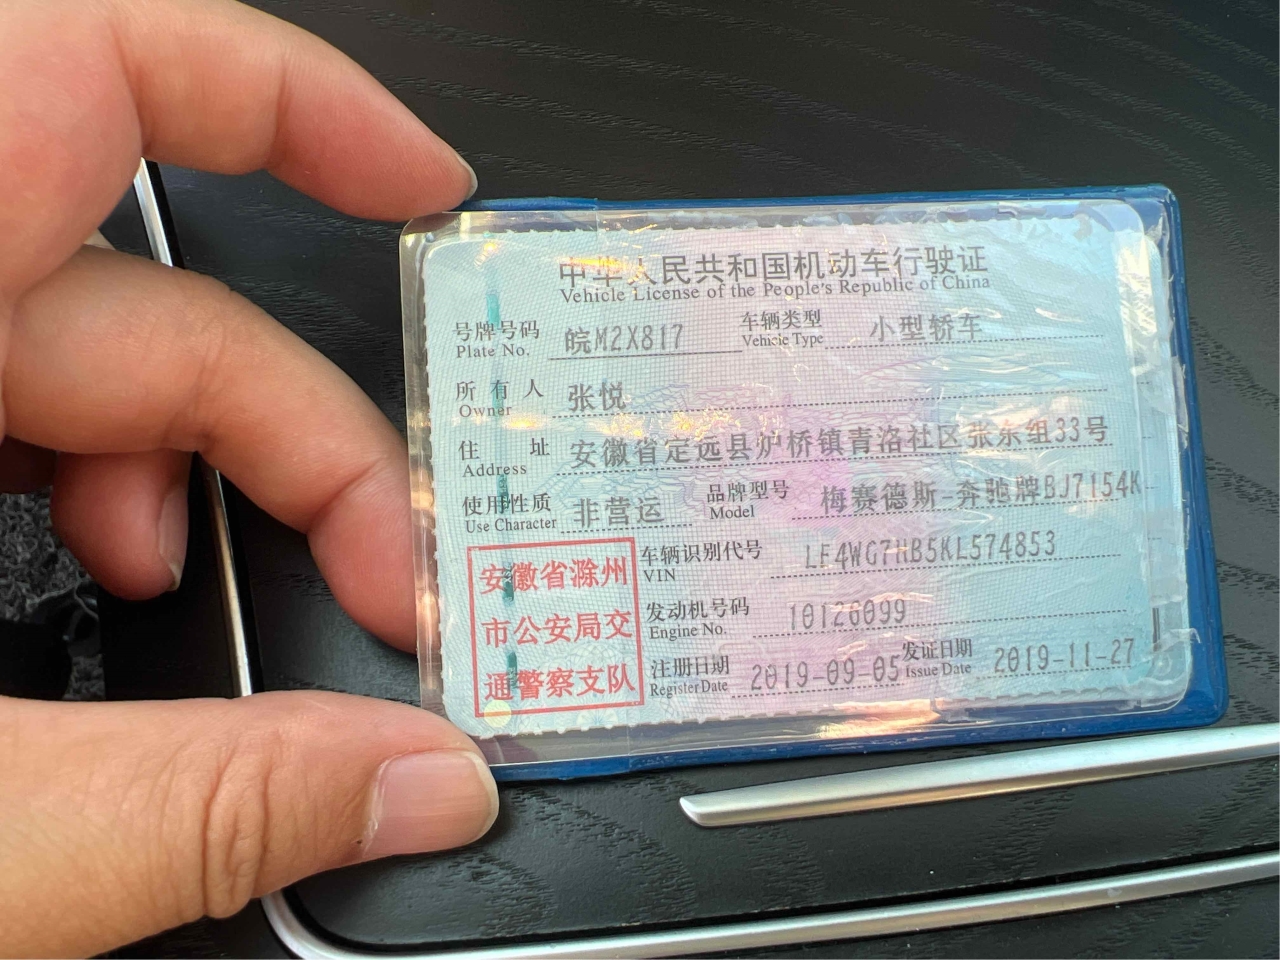 中华人民共和国机动车行驶证
Vehicle License of the People's Republic of China
号牌号码 皖M2X817 车辆类型 小型轿车
Plate No. Vehicle Type
所有人 张悦
Owner
住址 安徽省定远县炉桥镇青洛社区张东组33号
Address
使用性质 非营运 品牌型号 梅赛德斯-奔驰牌BJ7154K
Use Character Model
安徽省滁州
市公安局交
通警察支队
车辆识别代号 LE4WG7HB5KL574853
VIN
发动机号码 10126099
Engine No.
注册日期 2019-09-05 发证日期 2019-11-27
Register Date Issue Date